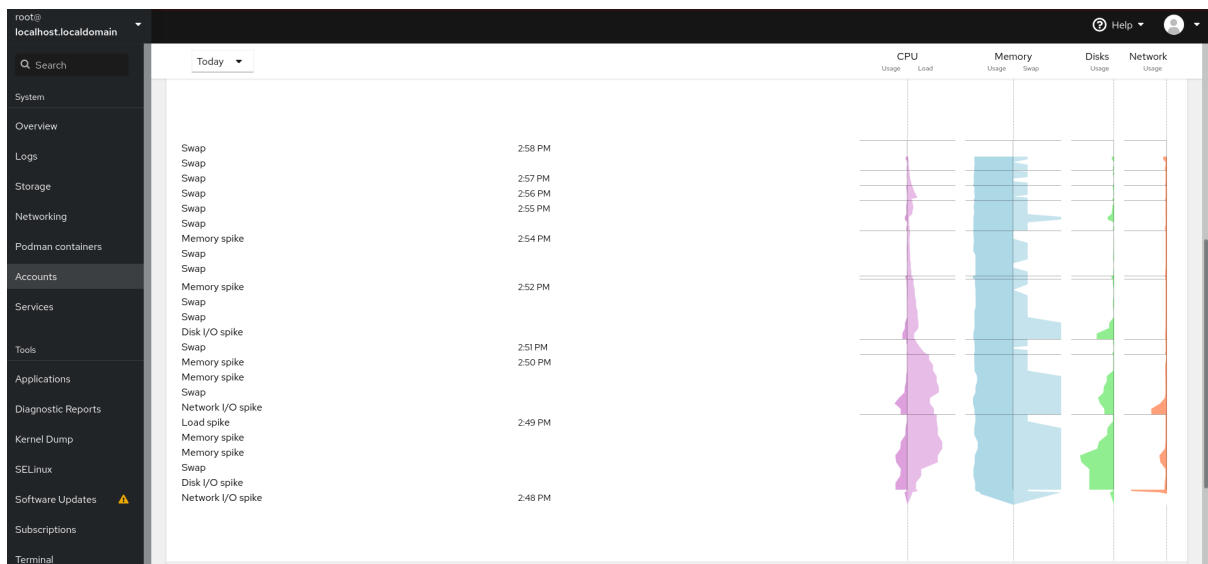 root@
localhost.localdomain
Help
Search
System
Overview
Logs
Storage
Networking
Podman containers
Accounts
Services
Tools
Applications
Diagnostic Reports
Kernel Dump
SELinux
Software Updates
Subscriptions
Terminal
Today
CPU Memory Disks Network
Usage Load Usage Swap Usage Usage
Swap 2:58 PM
Swap
Swap 2:57 PM
Swap 2:56 PM
Swap 2:55 PM
Swap
Memory spike 2:54 PM
Swap
Swap
Memory spike 2:52 PM
Swap
Swap
Disk I/O spike
Swap 2:51 PM
Memory spike 2:50 PM
Memory spike
Swap
Network I/O spike
Load spike 2:49 PM
Memory spike
Memory spike
Swap
Disk I/O spike
Network I/O spike 2:48 PM